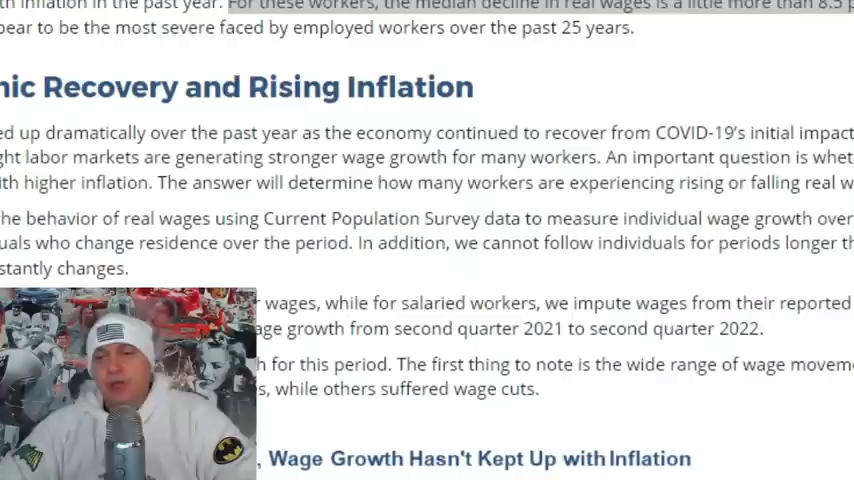 th inflation in the past year. For these workers, the median decline in real wages is a little more than 8.5 p
pear to be the most severe faced by employed workers over the past 25 years.
nic Recovery and Rising Inflation
ed up dramatically over the past year as the economy continued to recover from COVID-19's initial impact
ght labor markets are generating stronger wage growth for many workers. An important question is whet
ith higher inflation. The answer will determine how many workers are experiencing rising or falling real w
he behavior of real wages using Current Population Survey data to measure individual wage growth over
uals who change residence over the period. In addition, we cannot follow individuals for periods longer th
stantly changes.
r wages, while for salaried workers, we impute wages from their reported
age growth from second quarter 2021 to second quarter 2022.
h for this period. The first thing to note is the wide range of wage movem
s, while others suffered wage cuts.
, Wage Growth Hasn't Kept Up with Inflation